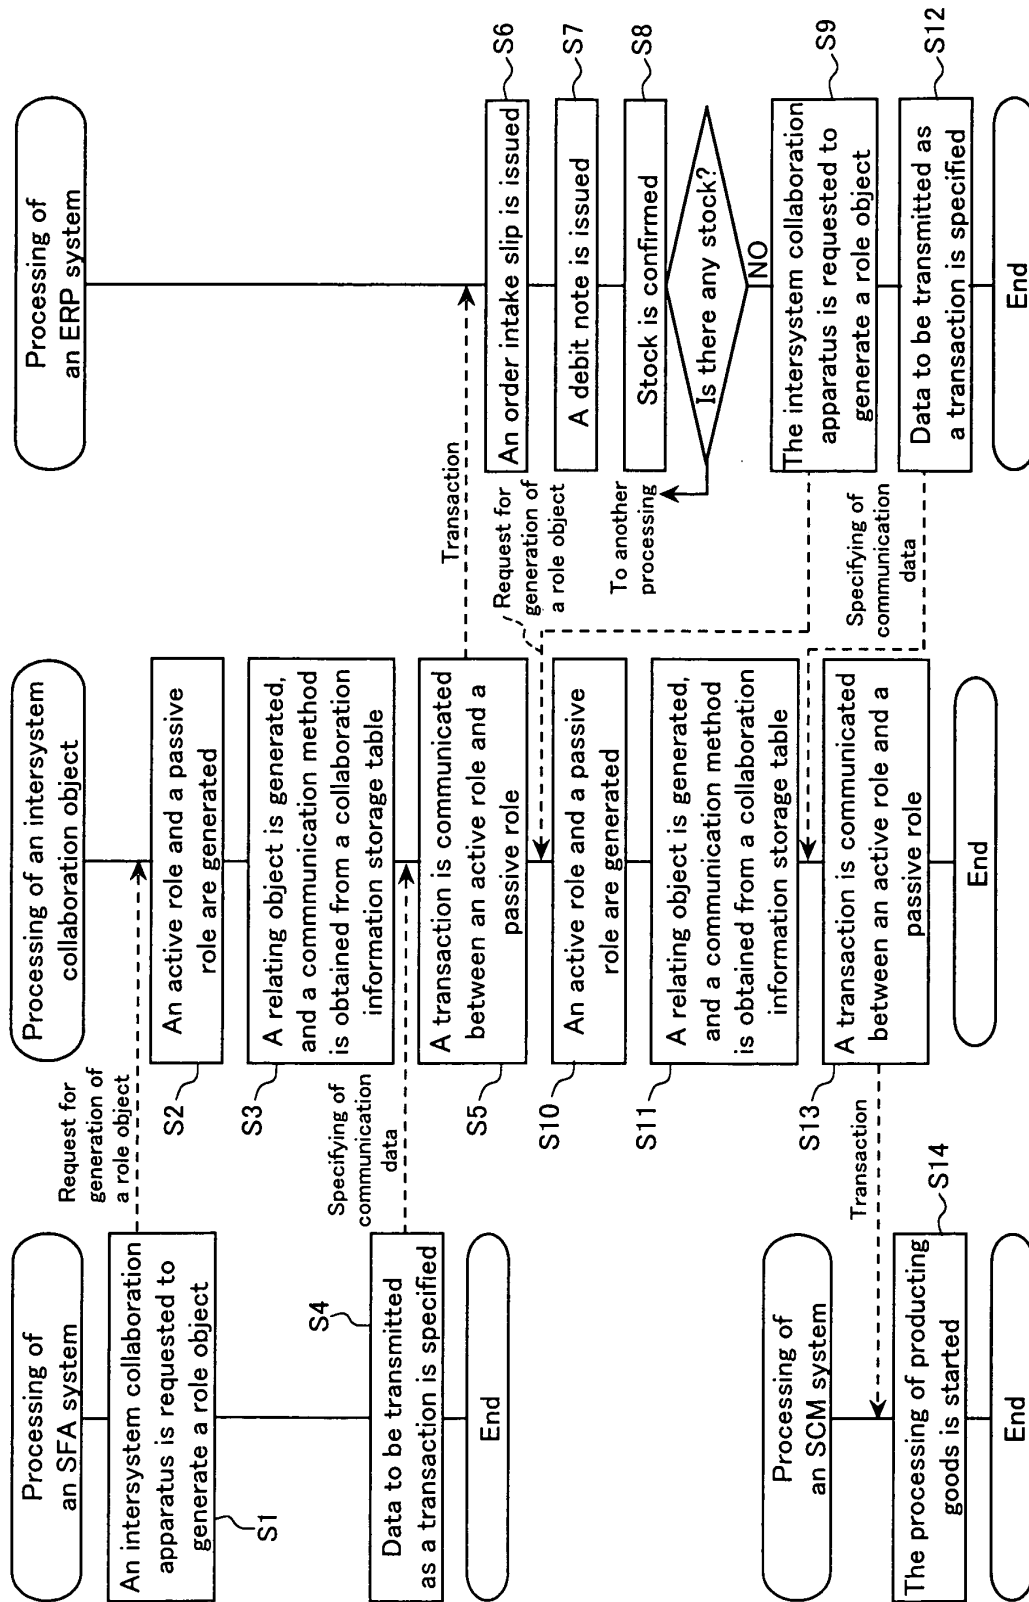 Processing of
an SFA system
An intersystem collaboration
apparatus is requested to
generate a role object
S1
Request for
generation of
a role object
S4
Data to be transmitted
as a transaction is specified
Specifying of
communication
data
End
Processing of
an SCM system
Transaction
S14
The processing of producting
goods is started
End
Processing of an intersystem
collaboration object
An active role and a passive
role are generated
S2
A relating object is generated,
and a communication method
is obtained from a collaboration
information storage table
S3
A transaction is communicated
between an active role and a
passive role
S5
An active role and a passive
role are generated
S10
A relating object is generated,
and a communication method
is obtained from a collaboration
information storage table
S11
A transaction is communicated
between an active role and a
passive role
S13
End
Processing of
an ERP system
Transaction
An order intake slip is issued
S6
Request for
generation of
a role object
A debit note is issued
S7
Stock is confirmed
S8
To another
processing
Is there any stock?
NO
The intersystem collaboration
apparatus is requested to
generate a role object
S9
Specifying of
communication
data
Data to be transmitted as
a transaction is specified
S12
End